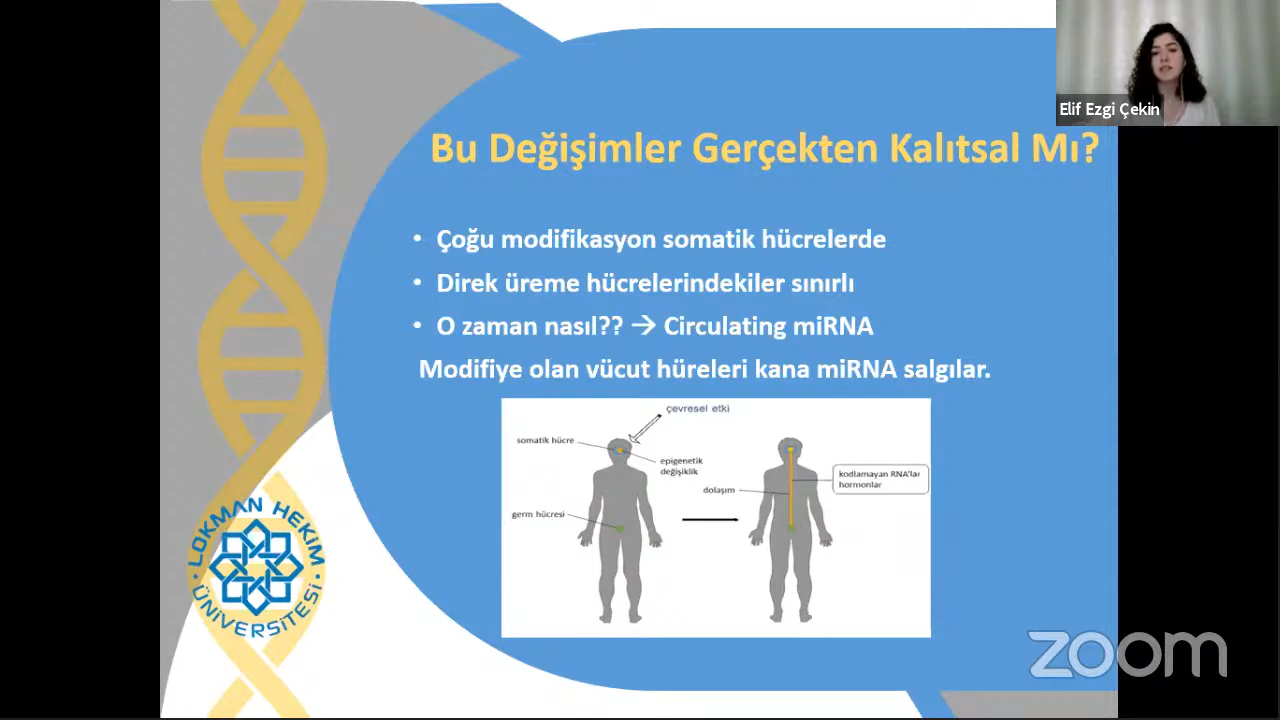 Elif Ezgi Çekin
Bu Değişimler Gerçekten Kalıtsal Mı?
• Çoğu modifikasyon somatik hücrelerde
• Direk üreme hücrelerindekiler sınırlı
• O zaman nasıl?? → Circulating miRNA
Modifiye olan vücut hüreleri kana miRNA salgılar.
çevresel etki
somatik hücre
epigenetik
değişiklik
germ hücresi
dolaşım
kodlamayan RNA'lar
hormonlar
LOKMAN HEKİM
ÜNİVERSİTESİ
zoom